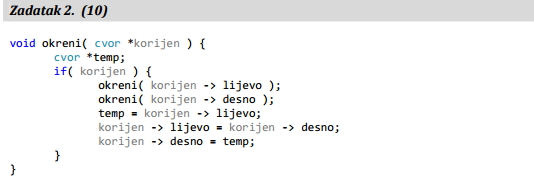 Zadatak 2. (10)
void okreni( cvor *korijen ) {
cvor *temp;
if( korijen ) {
okreni( korijen -> lijevo );
okreni( korijen -> desno );
temp = korijen -> lijevo;
korijen -> lijevo = korijen -> desno;
korijen -> desno = temp;
}
}